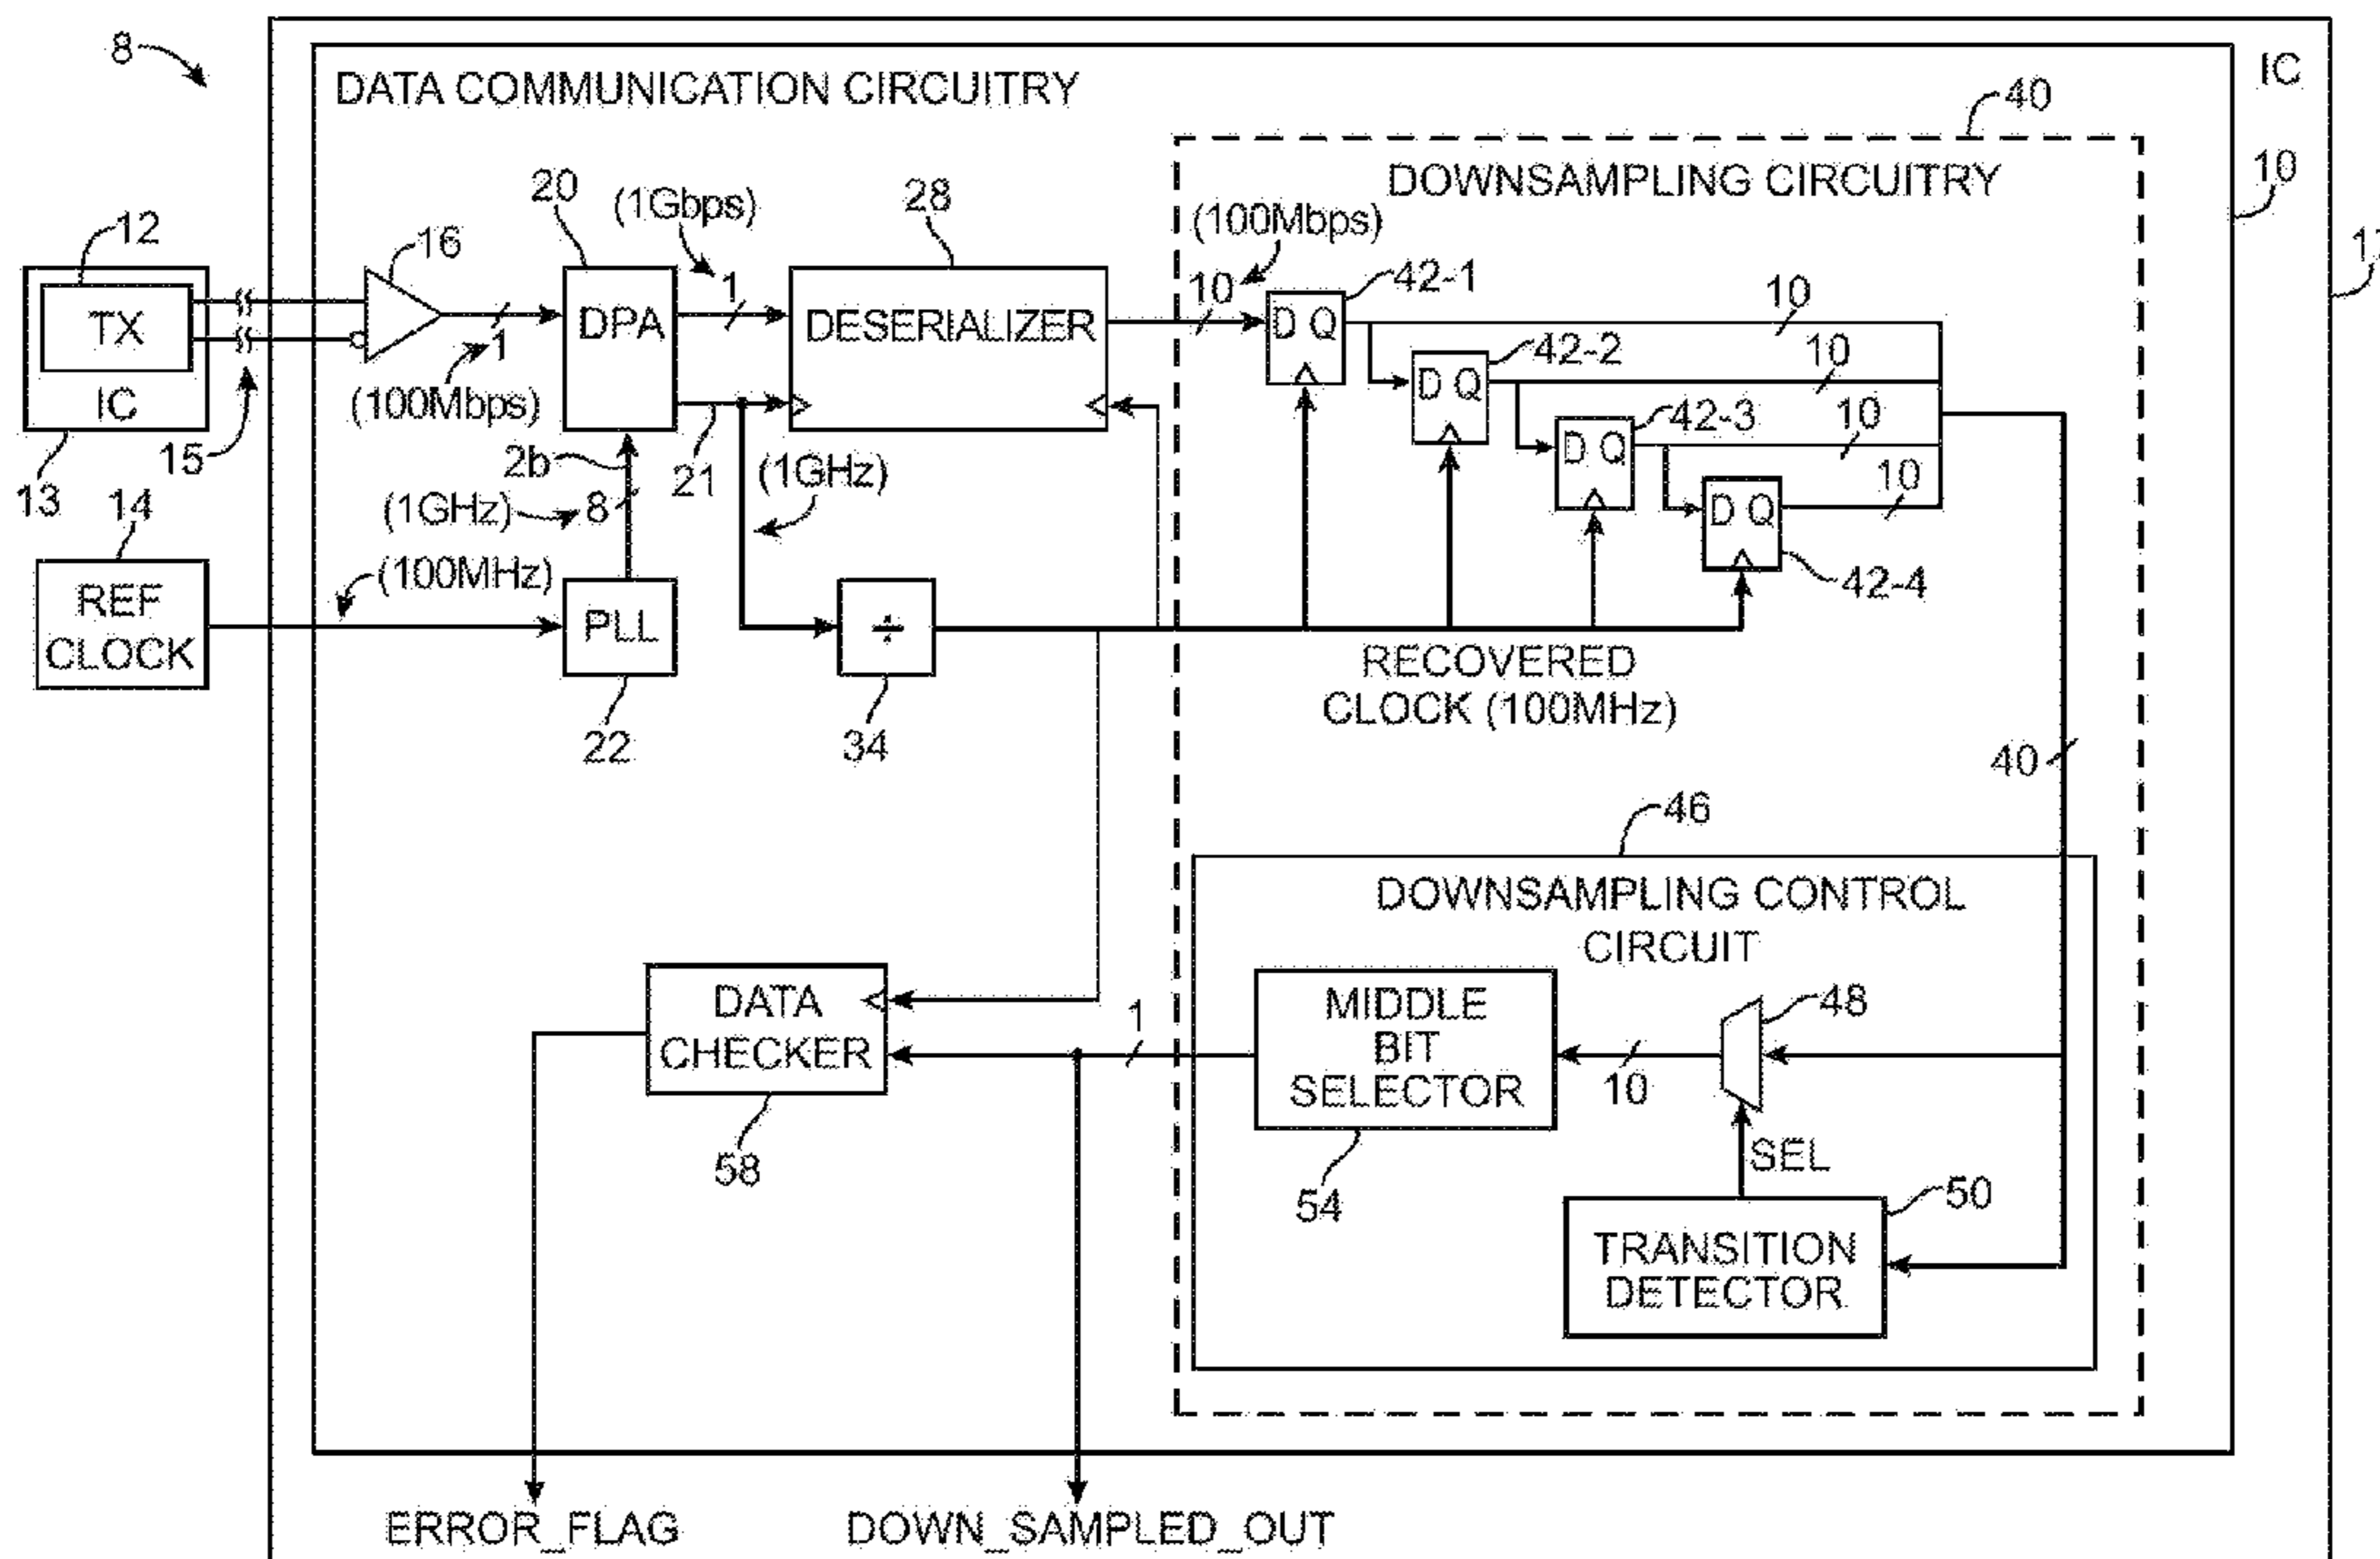 8
DATA COMMUNICATION CIRCUITRY
IC
40
10
DOWNSAMPLING CIRCUITRY
20
(1Gbps)
28
(100Mbps)
12
16
1
10
42-1
10
TX
DPA
DESERIALIZER
D Q
42-2
10
1
IC
(100Mbps)
D Q
42-3
10
15
2b
21
(1GHz)
D Q
10
13
14
(1GHz)
8
D Q
(100MHz)
42-4
REF
CLOCK
PLL
÷
RECOVERED
CLOCK (100MHz)
22
34
40
46
DOWNSAMPLING CONTROL
CIRCUIT
DATA
CHECKER
1
MIDDLE
BIT
SELECTOR
48
10
58
SEL
54
50
TRANSITION
DETECTOR
ERROR_FLAG
DOWN_SAMPLED_OUT